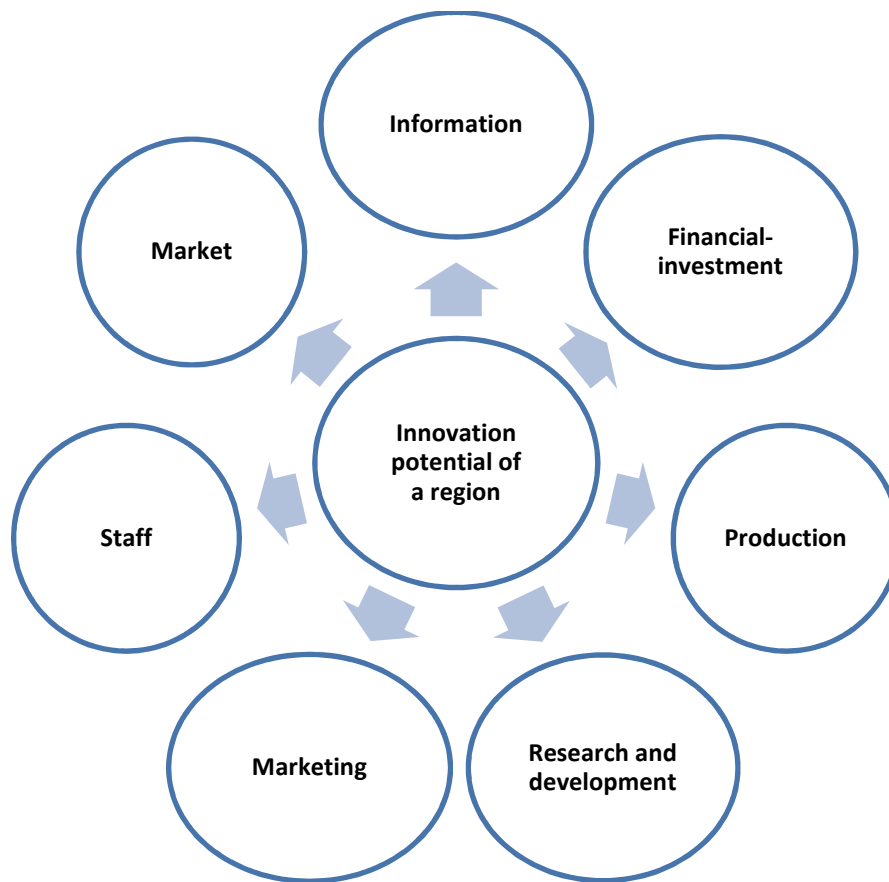 Information
Market
Financial-
investment
Innovation
potential of
a region
Staff
Production
Marketing
Research and
development